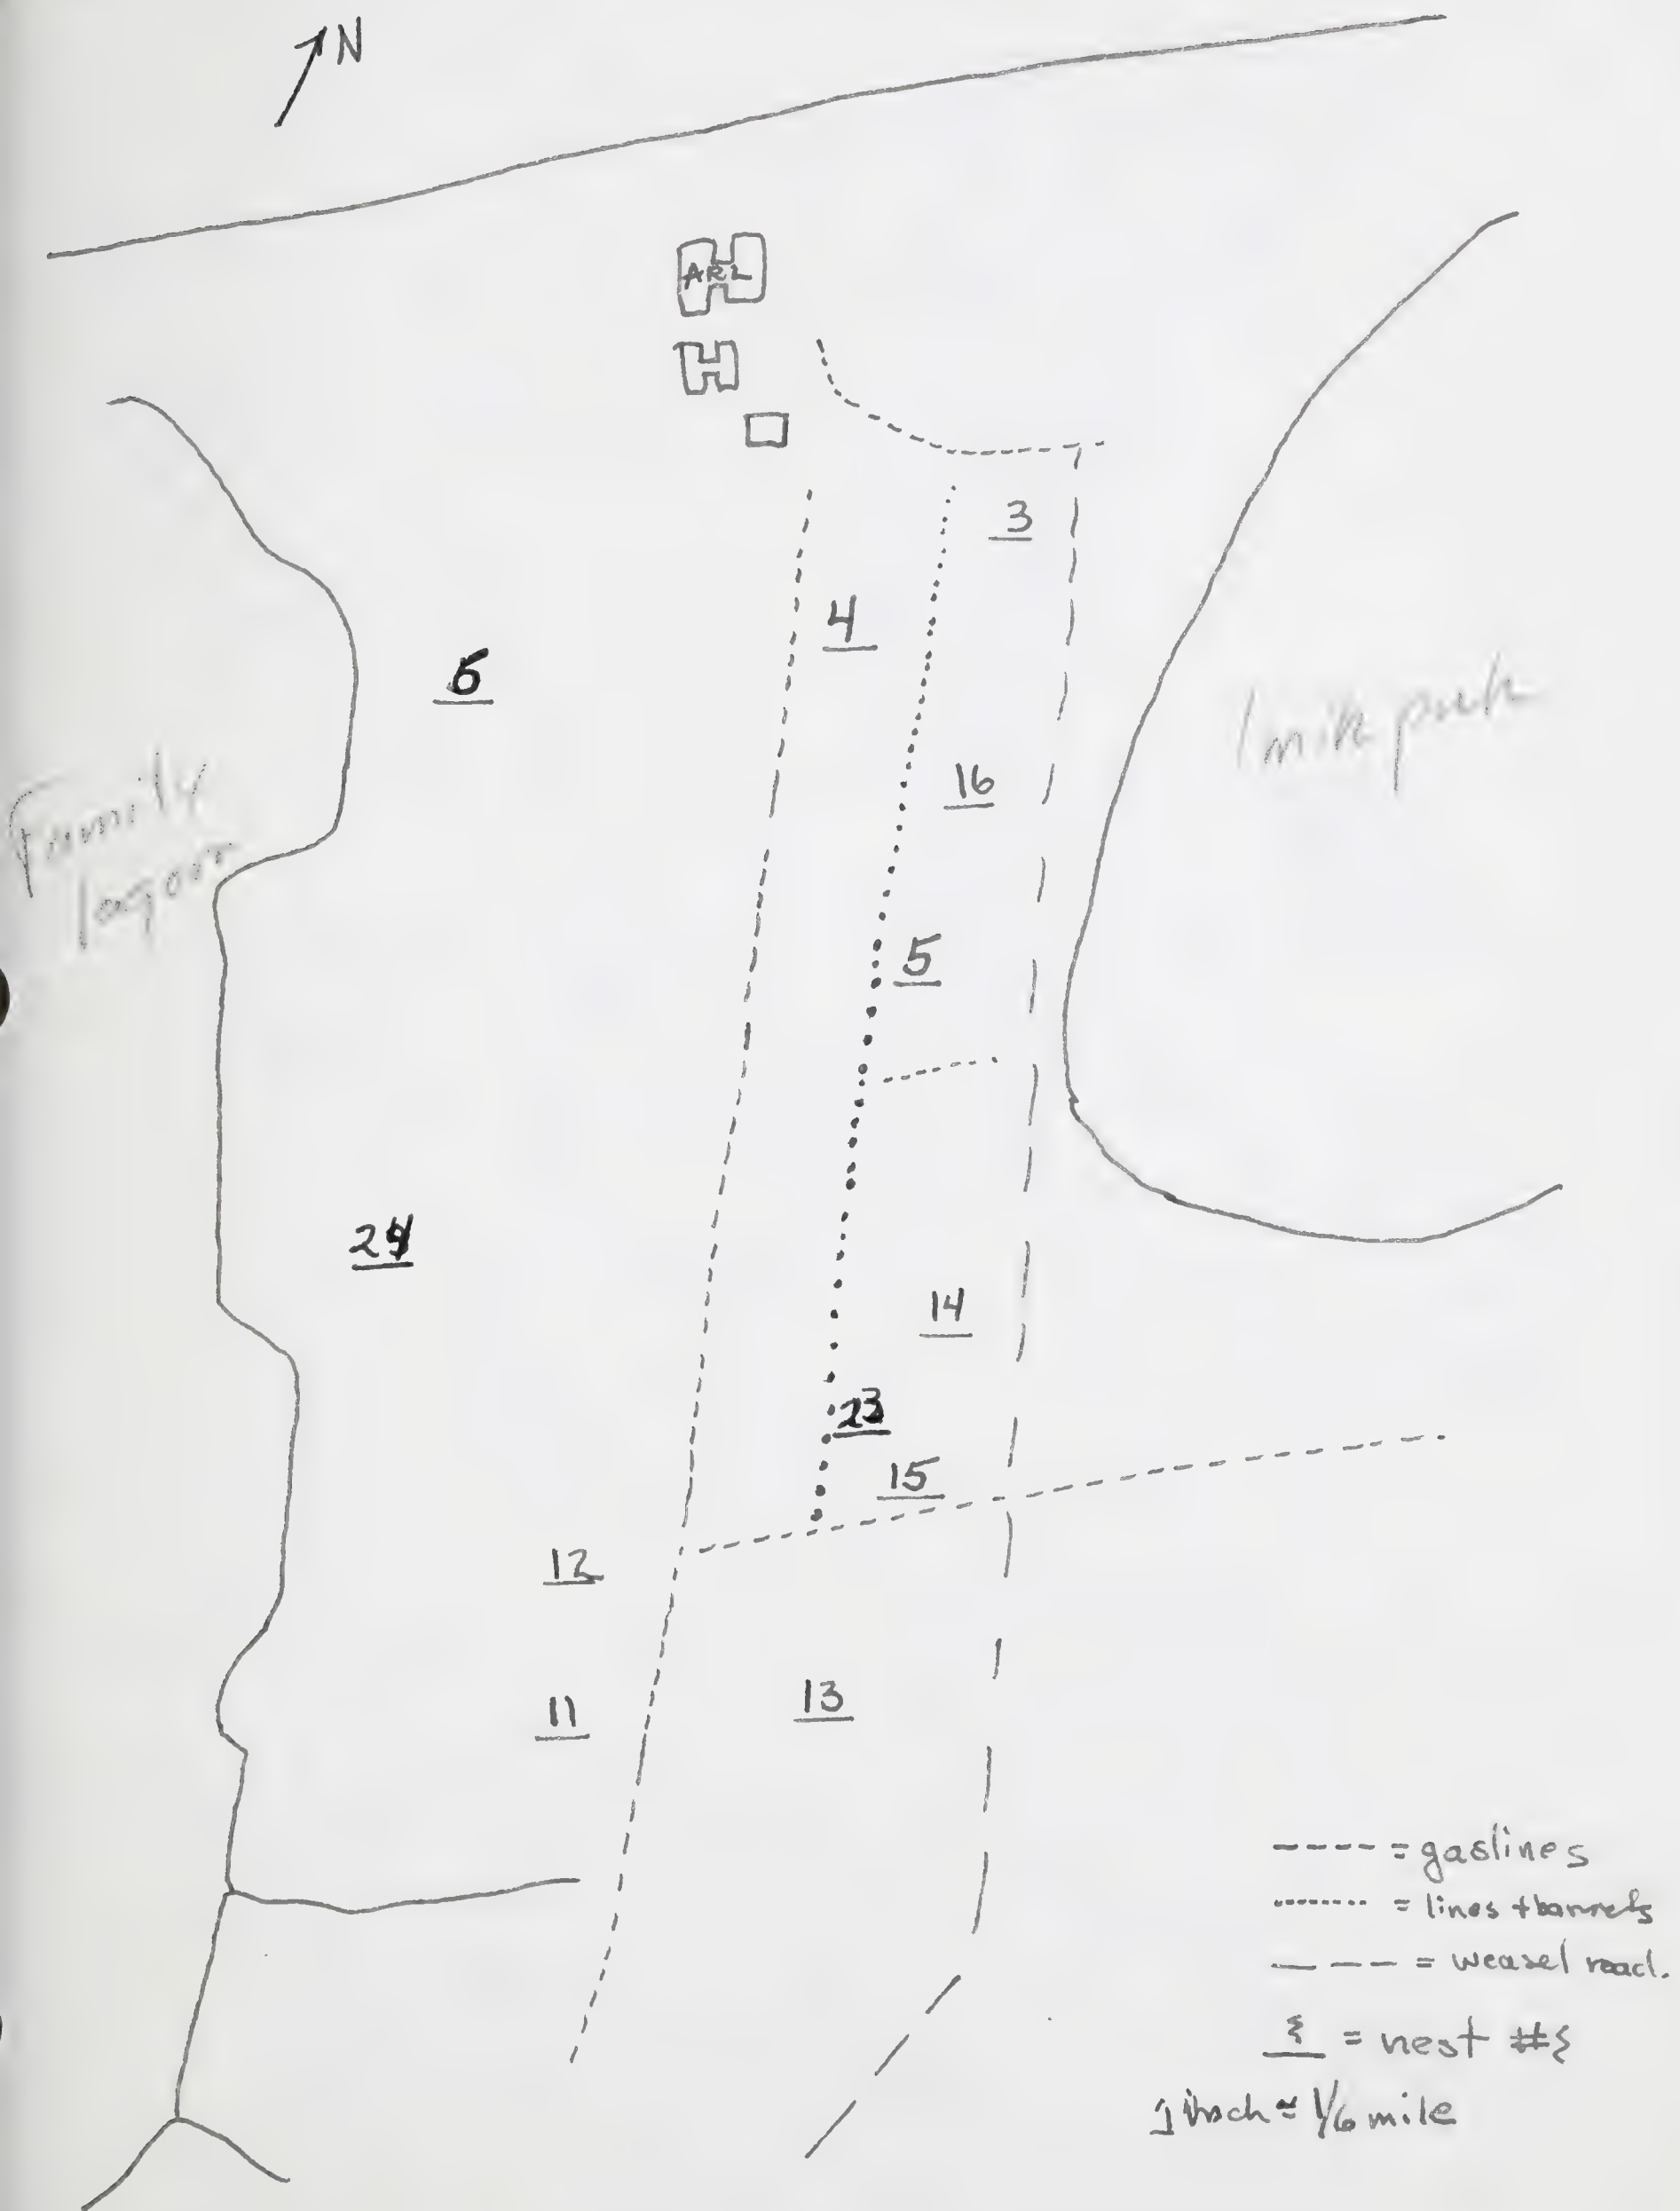 N
ARL
3
4
6
16
Family
lagoon
5
24
14
23
15
12
11
13
= gaslines
= lines + barrels
= weasel road.
ξ = nest #ξ
1 inch ≈ 1/6 mile